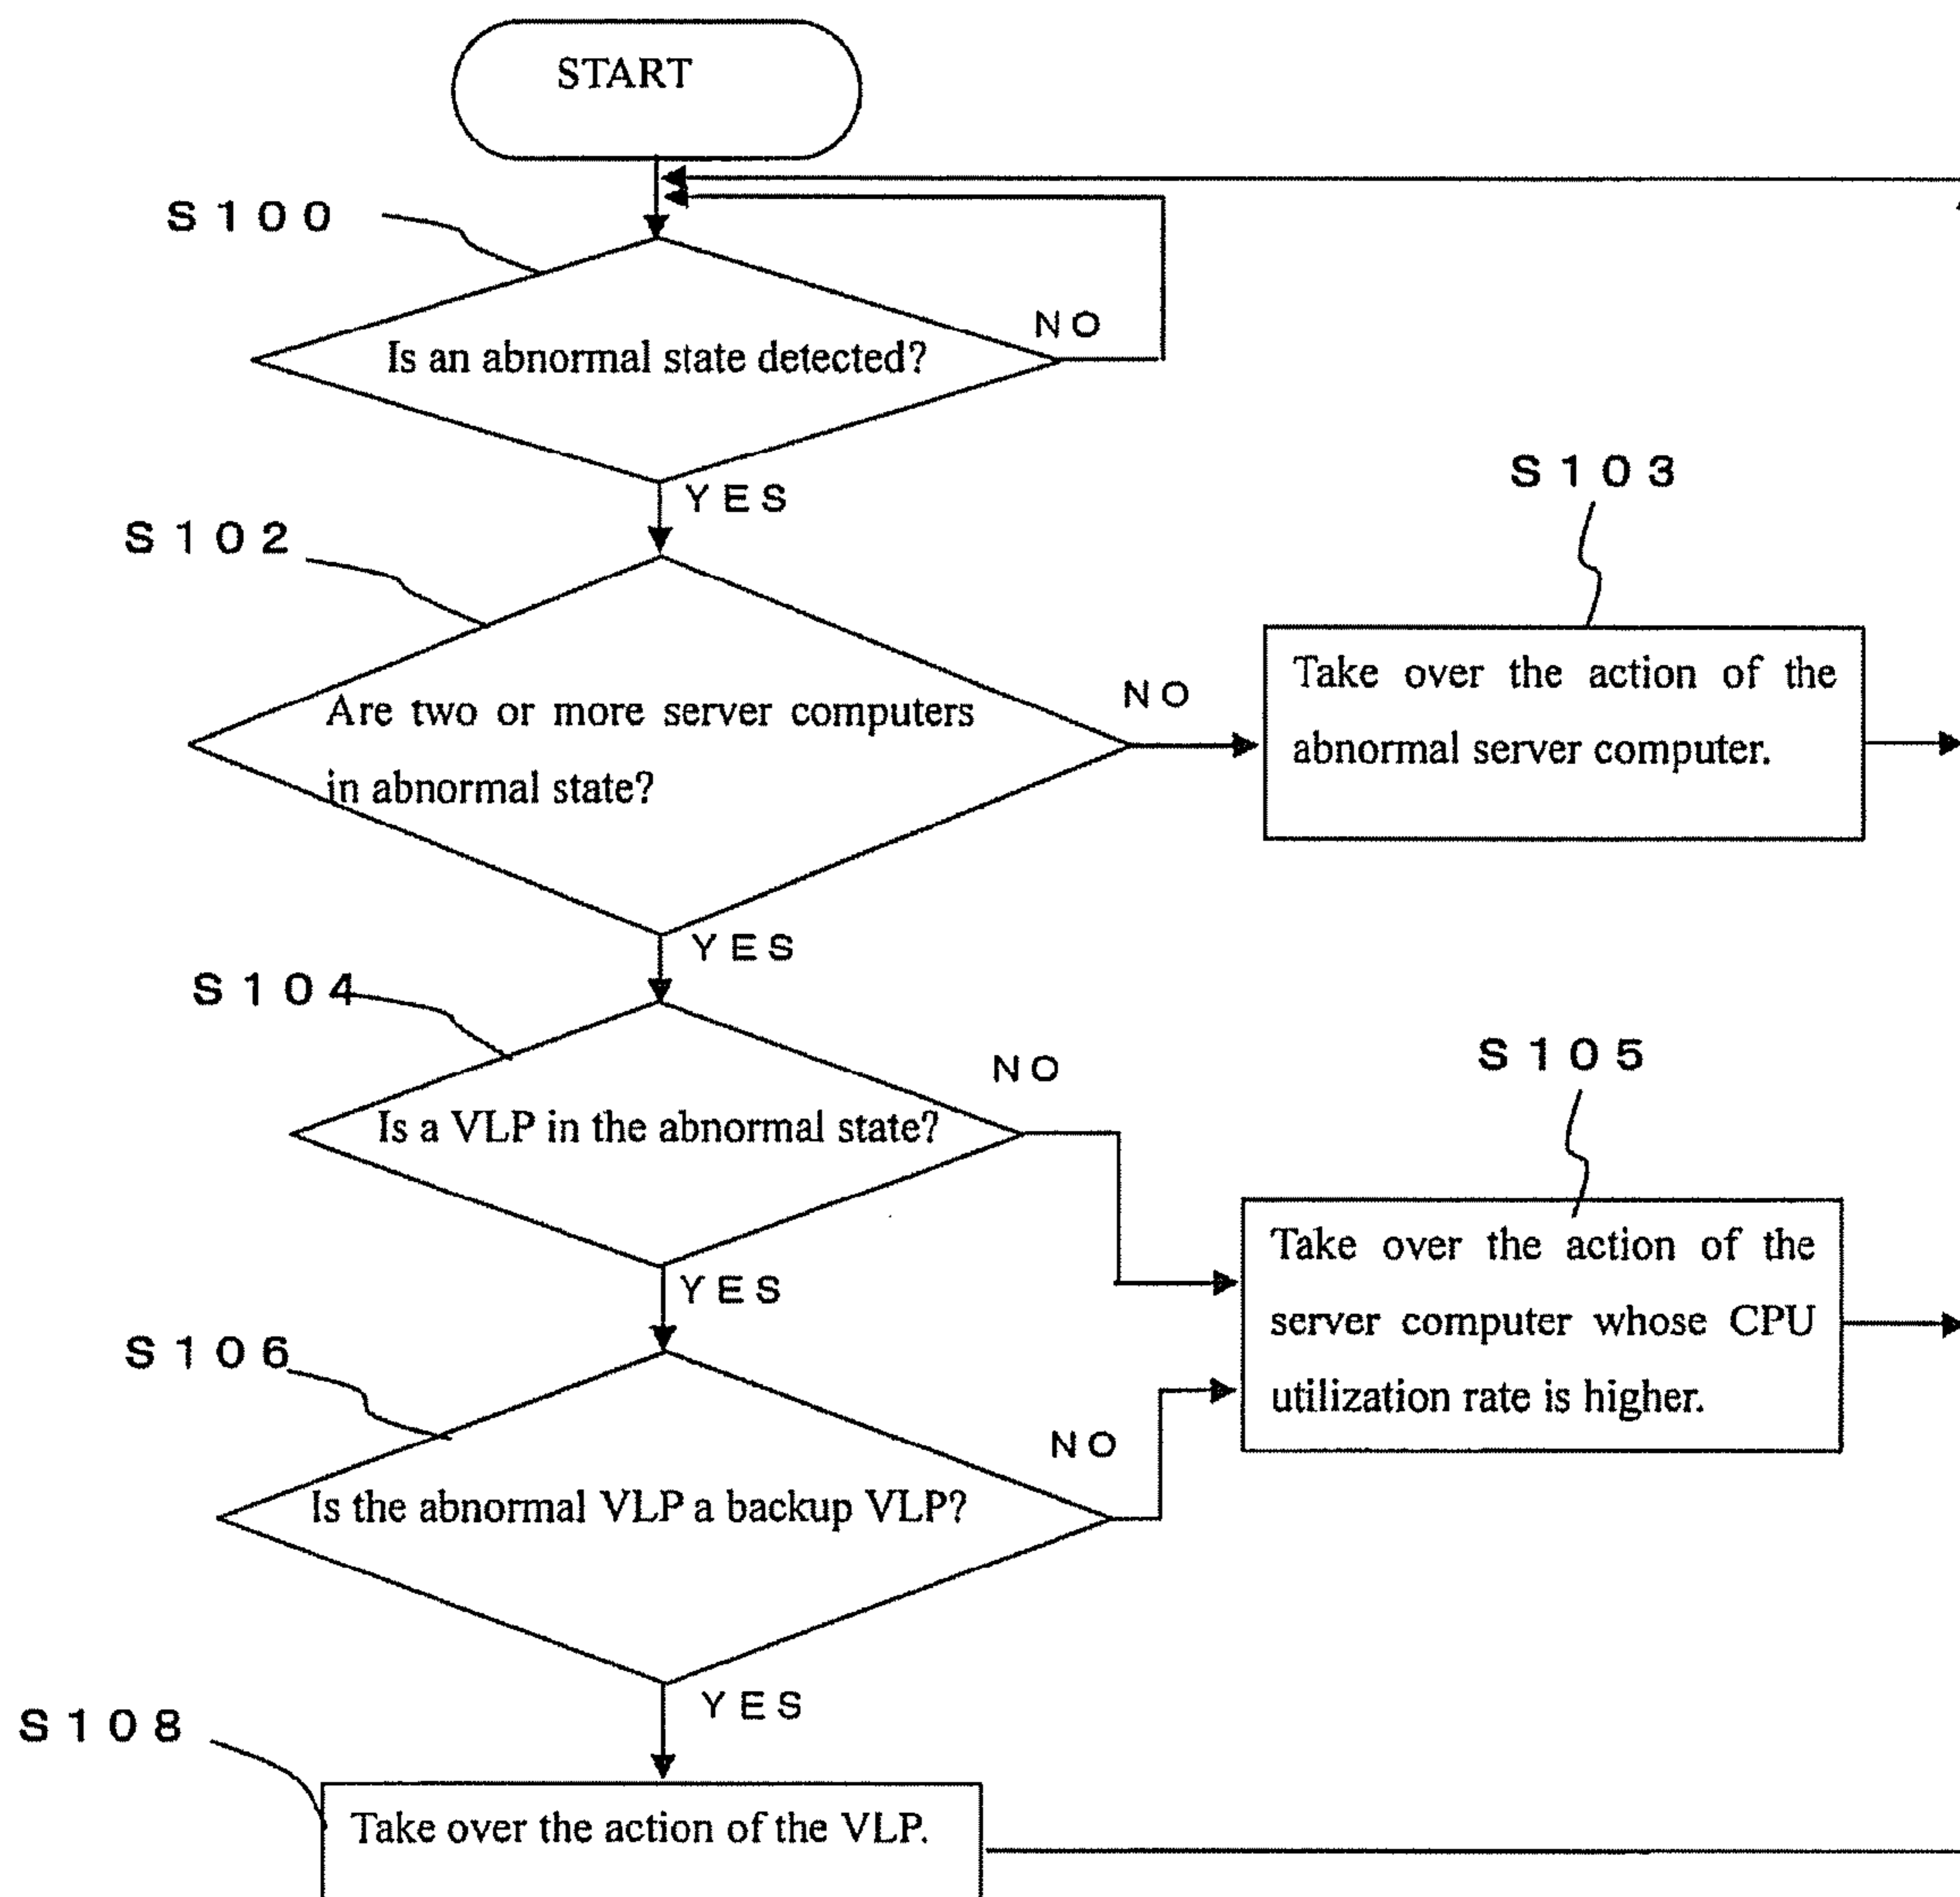 START
S100
NO
Is an abnormal state detected?
YES
S103
S102
Take over the action of the
abnormal server computer.
NO
Are two or more server computers
in abnormal state?
YES
S104
NO
Is a VLP in the abnormal state?
S105
Take over the action of the
server computer whose CPU
utilization rate is higher.
YES
S106
NO
Is the abnormal VLP a backup VLP?
YES
S108
Take over the action of the VLP.